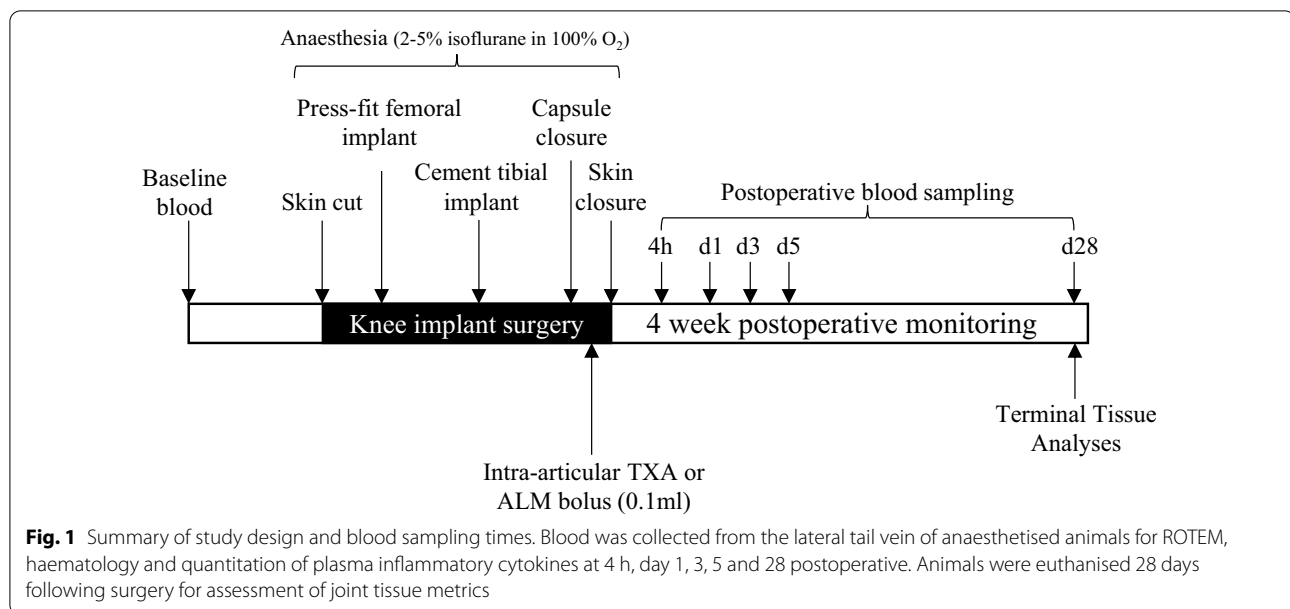 Anaesthesia (2-5% isoflurane in 100% O₂)
Press-fit femoral
implant
Capsule
closure
Baseline
blood
Skin cut
Cement tibial
implant
Skin
closure
Postoperative blood sampling
4h d1 d3 d5 d28
Knee implant surgery
4 week postoperative monitoring
Intra-articular TXA or
ALM bolus (0.1ml)
Terminal Tissue
Analyses
Fig. 1 Summary of study design and blood sampling times. Blood was collected from the lateral tail vein of anaesthetised animals for ROTEM,
haematology and quantitation of plasma inflammatory cytokines at 4 h, day 1, 3, 5 and 28 postoperative. Animals were euthanised 28 days
following surgery for assessment of joint tissue metrics